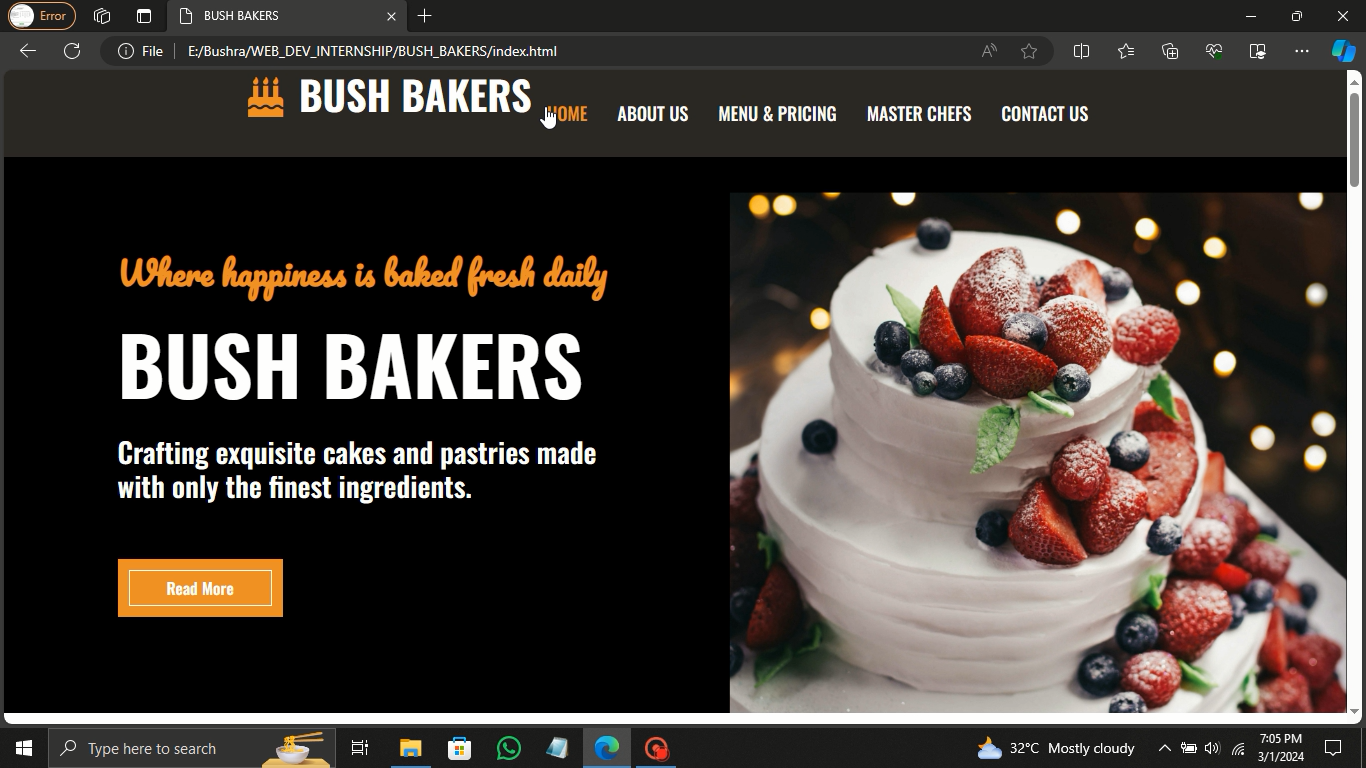 Error
BUSH BAKERS
File
E:/Bushra/WEB_DEV_INTERNSHIP/BUSH_BAKERS/index.html
BUSH BAKERS
HOME
ABOUT US
MENU & PRICING
MASTER CHEFS
CONTACT US
Where happiness is baked fresh daily
BUSH BAKERS
Crafting exquisite cakes and pastries made
with only the finest ingredients.
Read More
Type here to search
32°C Mostly cloudy
7:05 PM
3/1/2024